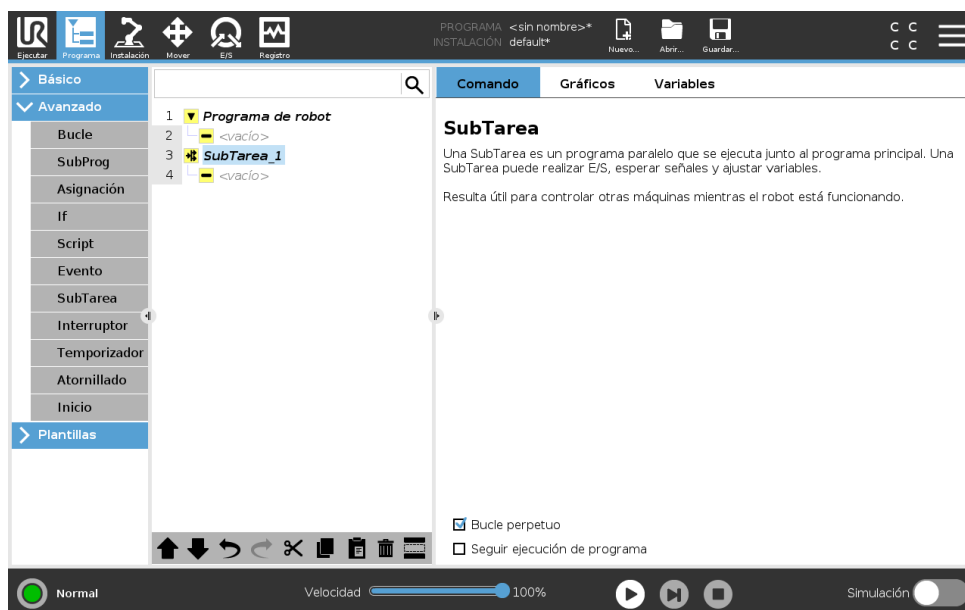 PROGRAMA <sin nombre>*
INSTALACIÓN default*
Ejecutar Programa Instalación Mover E/S Registro Nuevo... Abrir... Guardar...
C C
C C
Básico
Avanzado
Bucle
SubProg
Asignación
If
Script
Evento
SubTarea
Interruptor
Temporizador
Atornillado
Inicio
Plantillas
1 Programa de robot
2 <vacío>
3 SubTarea_1
4 <vacío>
Comando Gráficos Variables
SubTarea
Una SubTarea es un programa paralelo que se ejecuta junto al programa principal. Una
SubTarea puede realizar E/S, esperar señales y ajustar variables.
Resulta útil para controlar otras máquinas mientras el robot está funcionando.
Bucle perpetuo
Seguir ejecución de programa
Normal Velocidad 100% Simulación